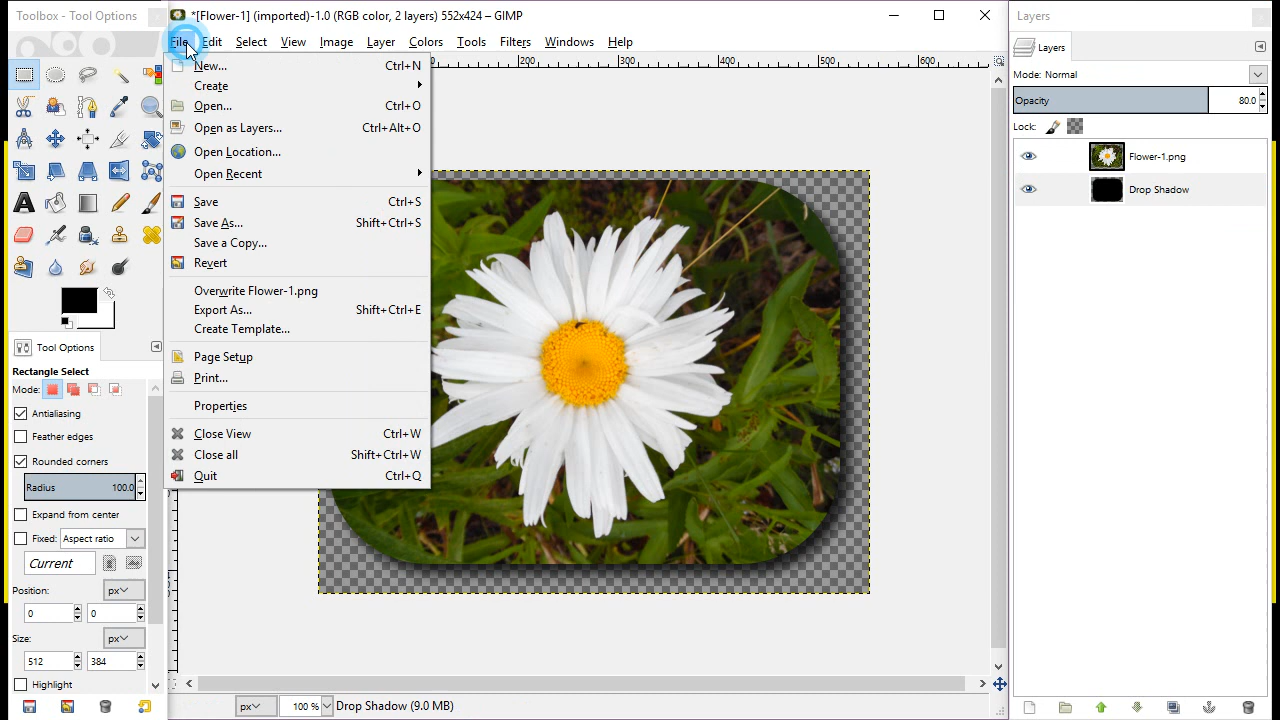 Toolbox - Tool Options
*[Flower-1] (imported)-1.0 (RGB color, 2 layers) 552x424 – GIMP
Layers
File Edit Select View Image Layer Colors Tools Filters Windows Help
New... Ctrl+N
Create
Open... Ctrl+O
Open as Layers... Ctrl+Alt+O
Open Location...
Open Recent
Save Ctrl+S
Save As... Shift+Ctrl+S
Save a Copy...
Revert
Overwrite Flower-1.png
Export As... Shift+Ctrl+E
Create Template...
Page Setup
Print...
Properties
Close View Ctrl+W
Close all Shift+Ctrl+W
Quit Ctrl+Q
200 300 400 500 600
Tool Options
Rectangle Select
Mode:
Antialiasing
Feather edges
Rounded corners
Radius 100.0
Expand from center
Fixed: Aspect ratio
Current
Position: px
0 0
Size: px
512 384
Highlight
px 100 % Drop Shadow (9.0 MB)
Layers
Mode: Normal
Opacity 80.0
Lock:
Flower-1.png
Drop Shadow